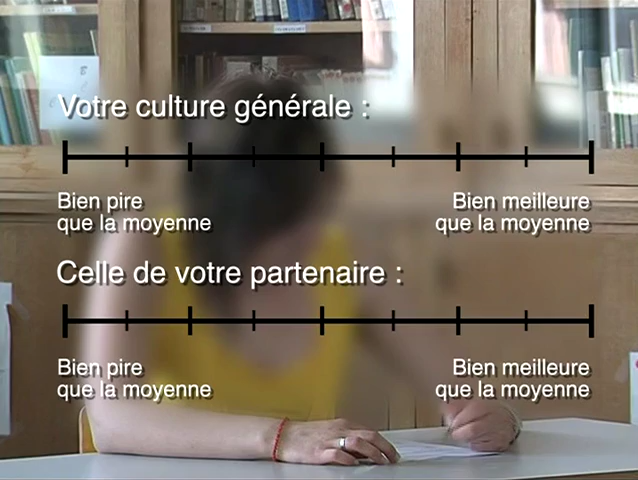 Votre culture générale :
Bien pire
que la moyenne
Bien meilleure
que la moyenne
Celle de votre partenaire :
Bien pire
que la moyenne
Bien meilleure
que la moyenne